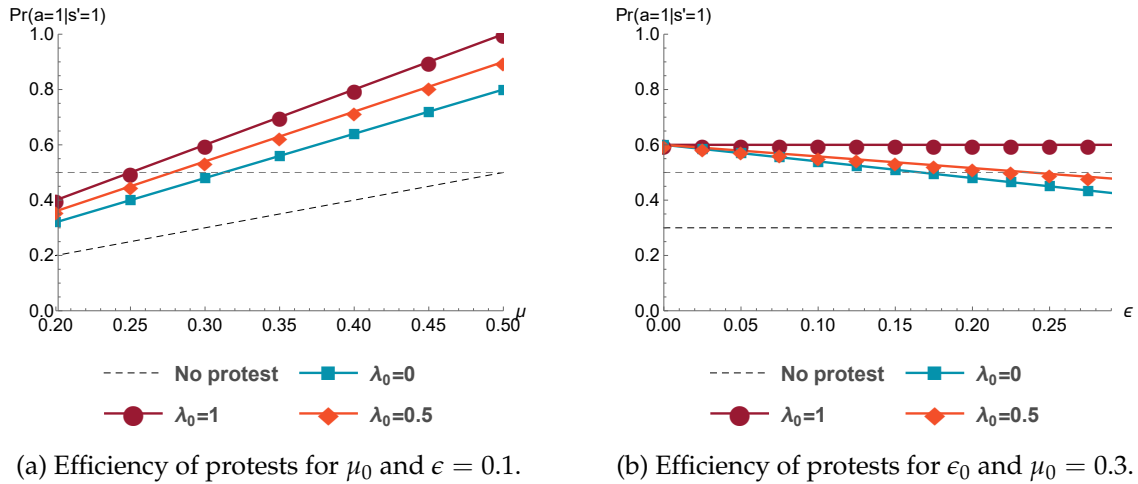 Pr(a=1|s'=1)
1.0
0.8
0.6
0.4
0.2
0.0
0.20 0.25 0.30 0.35 0.40 0.45 0.50 μ
No protest λ₀=0
λ₀=1 λ₀=0.5
(a) Efficiency of protests for μ₀ and ϵ = 0.1.
Pr(a=1|s'=1)
1.0
0.8
0.6
0.4
0.2
0.0
0.00 0.05 0.10 0.15 0.20 0.25 ϵ
No protest λ₀=0
λ₀=1 λ₀=0.5
(b) Efficiency of protests for ϵ₀ and μ₀ = 0.3.